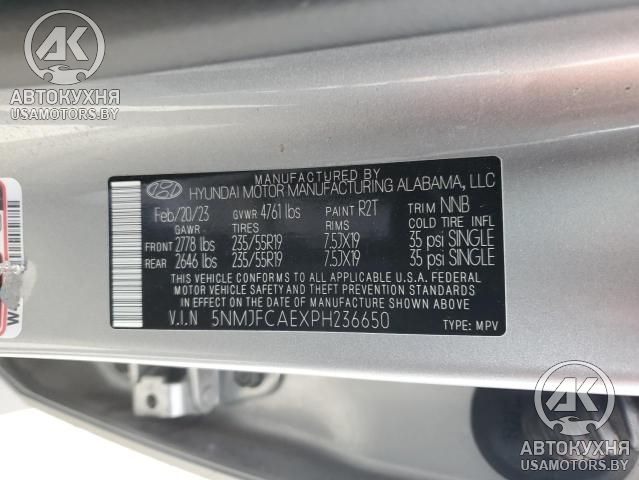 AK
АВТОКУХНЯ
USAMOTORS.BY
MANUFACTURED BY
HYUNDAI MOTOR MANUFACTURING ALABAMA, LLC
Feb/20/23 GVWR 4761 lbs PAINT R2T TRIM NNB
TIRES RIMS COLD TIRE INFL
FRONT 2778 lbs 235/55R19 7.5JX19 35 psi SINGLE
REAR 2646 lbs 235/55R19 7.5JX19 35 psi SINGLE
THIS VEHICLE CONFORMS TO ALL APPLICABLE U.S.A. FEDERAL
MOTOR VEHICLE SAFETY AND THEFT PREVENTION STANDARDS
IN EFFECT ON THE DATE OF MANUFACTURE SHOWN ABOVE.
V.I.N 5NMJFCAEXPH236650 TYPE: MPV
AK
АВТОКУХНЯ
USAMOTORS.BY